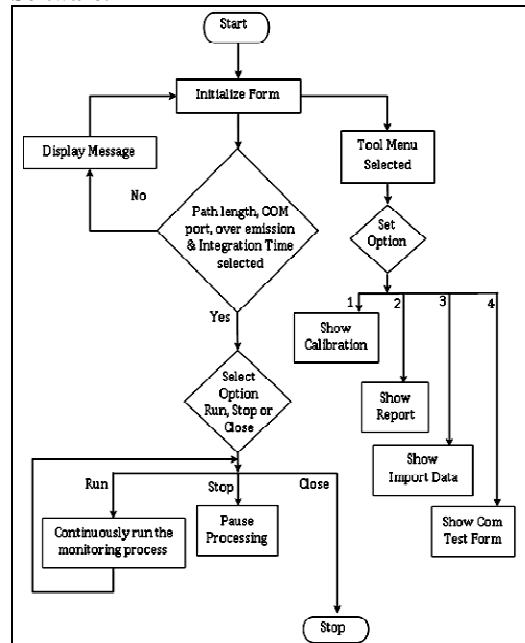 Start
Initialize Form
Display Message
Tool Menu
Selected
No
Path length, COM
port, over emission
& Integration Time
selected
Set
Option
Yes
1 2 3 4
Show
Calibration
Select
Option
Run, Stop or
Close
Show
Report
Show
Import Data
Run
Stop
Close
Continuously run the
monitoring process
Pause
Processing
Show Com
Test Form
Stop